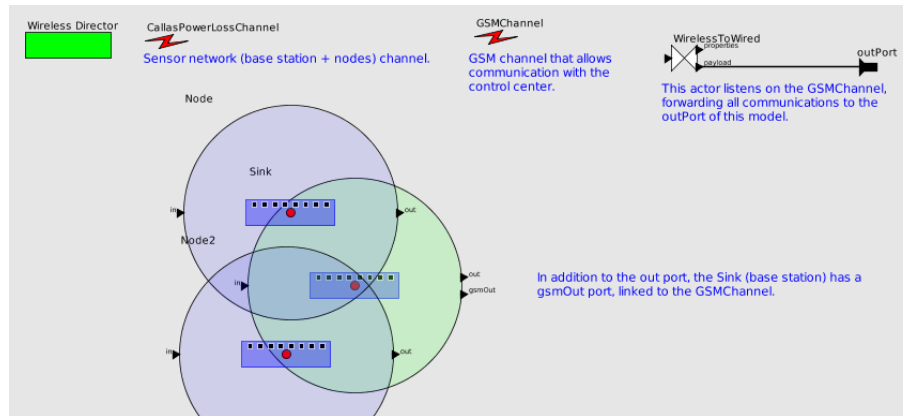 Wireless Director
CallasPowerLossChannel
Sensor network (base station + nodes) channel.
GSMChannel
GSM channel that allows
communication with the
control center.
WirelessToWired
properties
payload
outPort
This actor listens on the GSMChannel,
forwarding all communications to the
outPort of this model.
Node
Sink
in
out
Node2
in
out
gsmOut
In addition to the out port, the Sink (base station) has a
gsmOut port, linked to the GSMChannel.
in
out